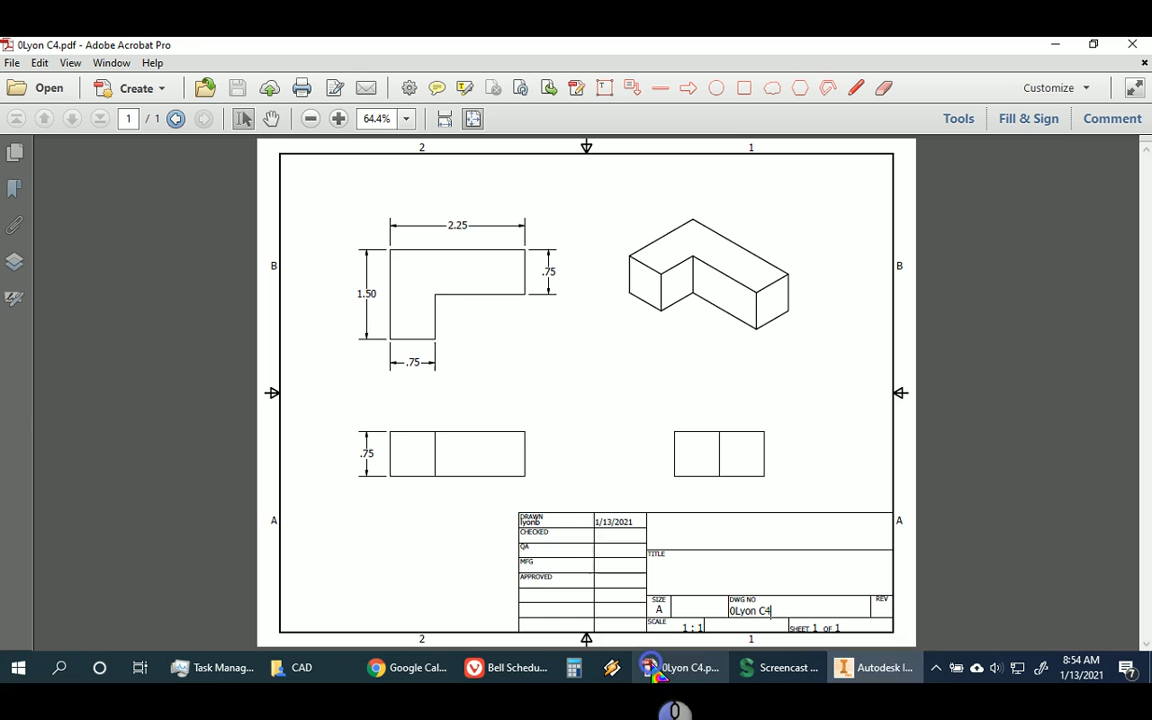 0Lyon C4.pdf - Adobe Acrobat Pro
File Edit View Window Help
Open Create Customize
1 / 1 64.4% Tools Fill & Sign Comment
2 1
2.25
B 1.50 .75 B
.75
.75
A A
DRAWN
lyonb 1/13/2021
CHECKED
QA
MFG
APPROVED
TITLE
SIZE
A
DWG NO
0Lyon C4
REV
SCALE
1 : 1
SHEET 1 OF 1
2 1
Task Manag... CAD Google Cal... Bell Schedu... 0Lyon C4.p... Screencast ... Autodesk I...
8:54 AM
1/13/2021
7